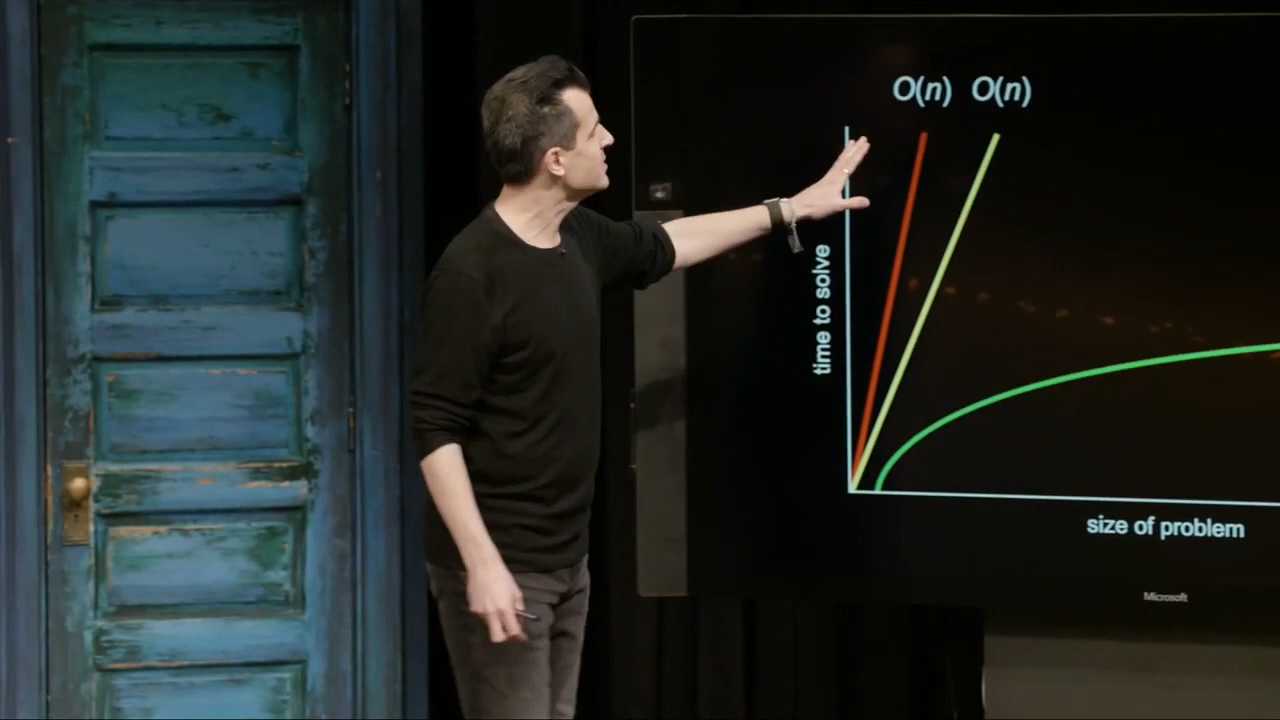 O(n) O(n)
time to solve
size of problem
Microsoft